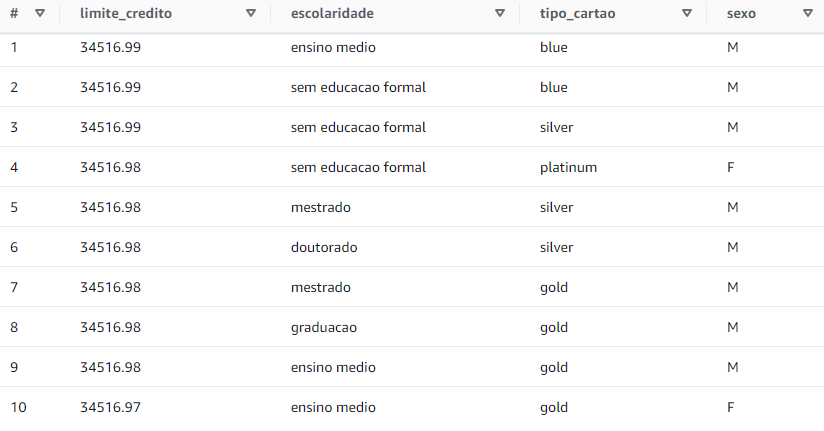 # limite_credito escolaridade tipo_cartao sexo
1 34516.99 ensino medio blue M
2 34516.99 sem educacao formal blue M
3 34516.99 sem educacao formal silver M
4 34516.98 sem educacao formal platinum F
5 34516.98 mestrado silver M
6 34516.98 doutorado silver M
7 34516.98 mestrado gold M
8 34516.98 graduacao gold M
9 34516.98 ensino medio gold M
10 34516.97 ensino medio gold F